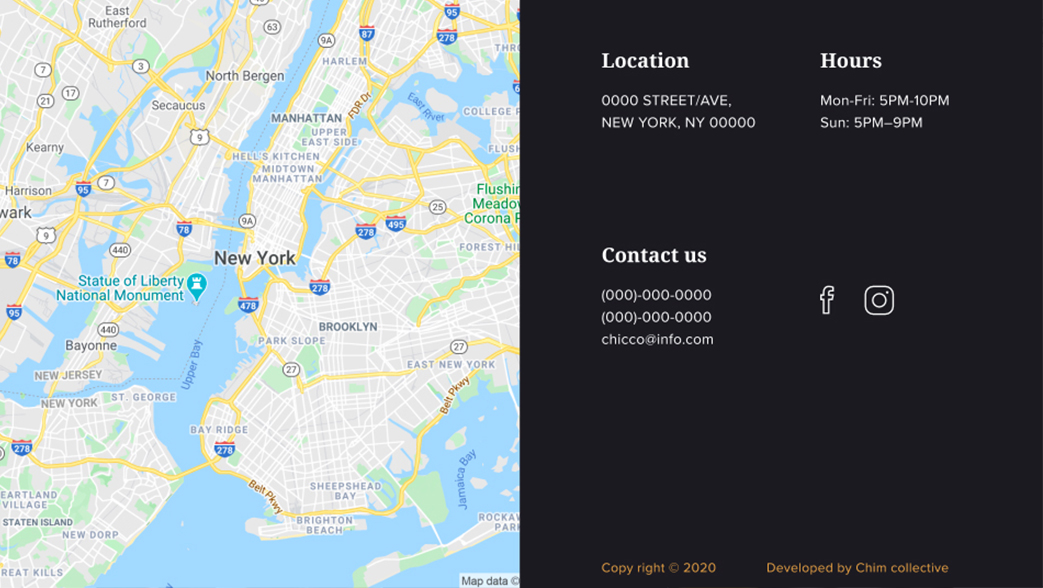 East
Rutherford
95
63
9A
87
278
HARLEM
7
3
North Bergen
21
17
Secaucus
FDR Dr
East River
COLLEGE P
MANHATTAN
UPPER
EAST SIDE
9
Kearny
HELL'S KITCHEN
MIDTOWN
MANHATTAN
FLUSH
Harrison
95
7
wark
Flushin
Meadow
Corona P
25
9A
9
78
278
495
440
78
New York
FOREST HIL
Statue of Liberty
National Monument
278
95
478
440
BROOKLYN
Bayonne
PARK SLOPE
27
Upper Bay
27
EAST NEW YORK
NEW JERSEY
NEW YORK
ST. GEORGE
Belt Pkwy
BAY RIDGE
278
278
Jamaica Bay
Belt Pkwy
SHEEPSHEAD
BAY
EARTLAND
VILLAGE
STATEN ISLAND
BRIGHTON
BEACH
ROCKAW
PARK
NEW DORP
REAT KILLS
Map data ©
Location
0000 STREET/AVE,
NEW YORK, NY 00000
Hours
Mon-Fri: 5PM-10PM
Sun: 5PM–9PM
Contact us
(000)-000-0000
(000)-000-0000
chicco@info.com
Copy right © 2020
Developed by Chim collective